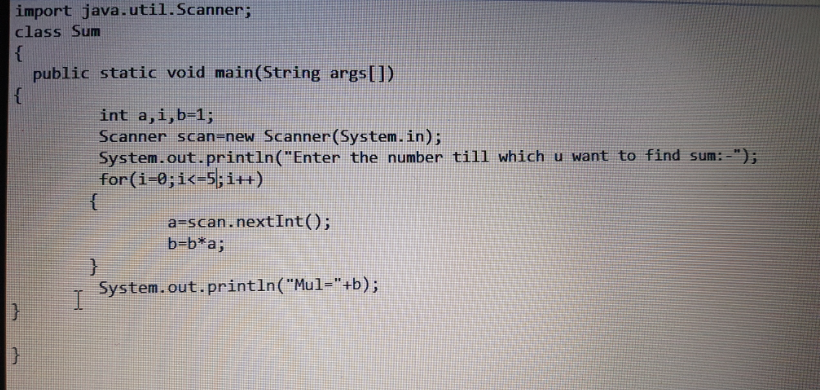 import java.util.Scanner;
class Sum
{
public static void main(String args[])
{
int a,i,b=1;
Scanner scan=new Scanner(System.in);
System.out.println("Enter the number till which u want to find sum:-");
for(i=0;i<=5;i++)
{
a=scan.nextInt();
b=b*a;
}
System.out.println("Mul="+b);
}
}